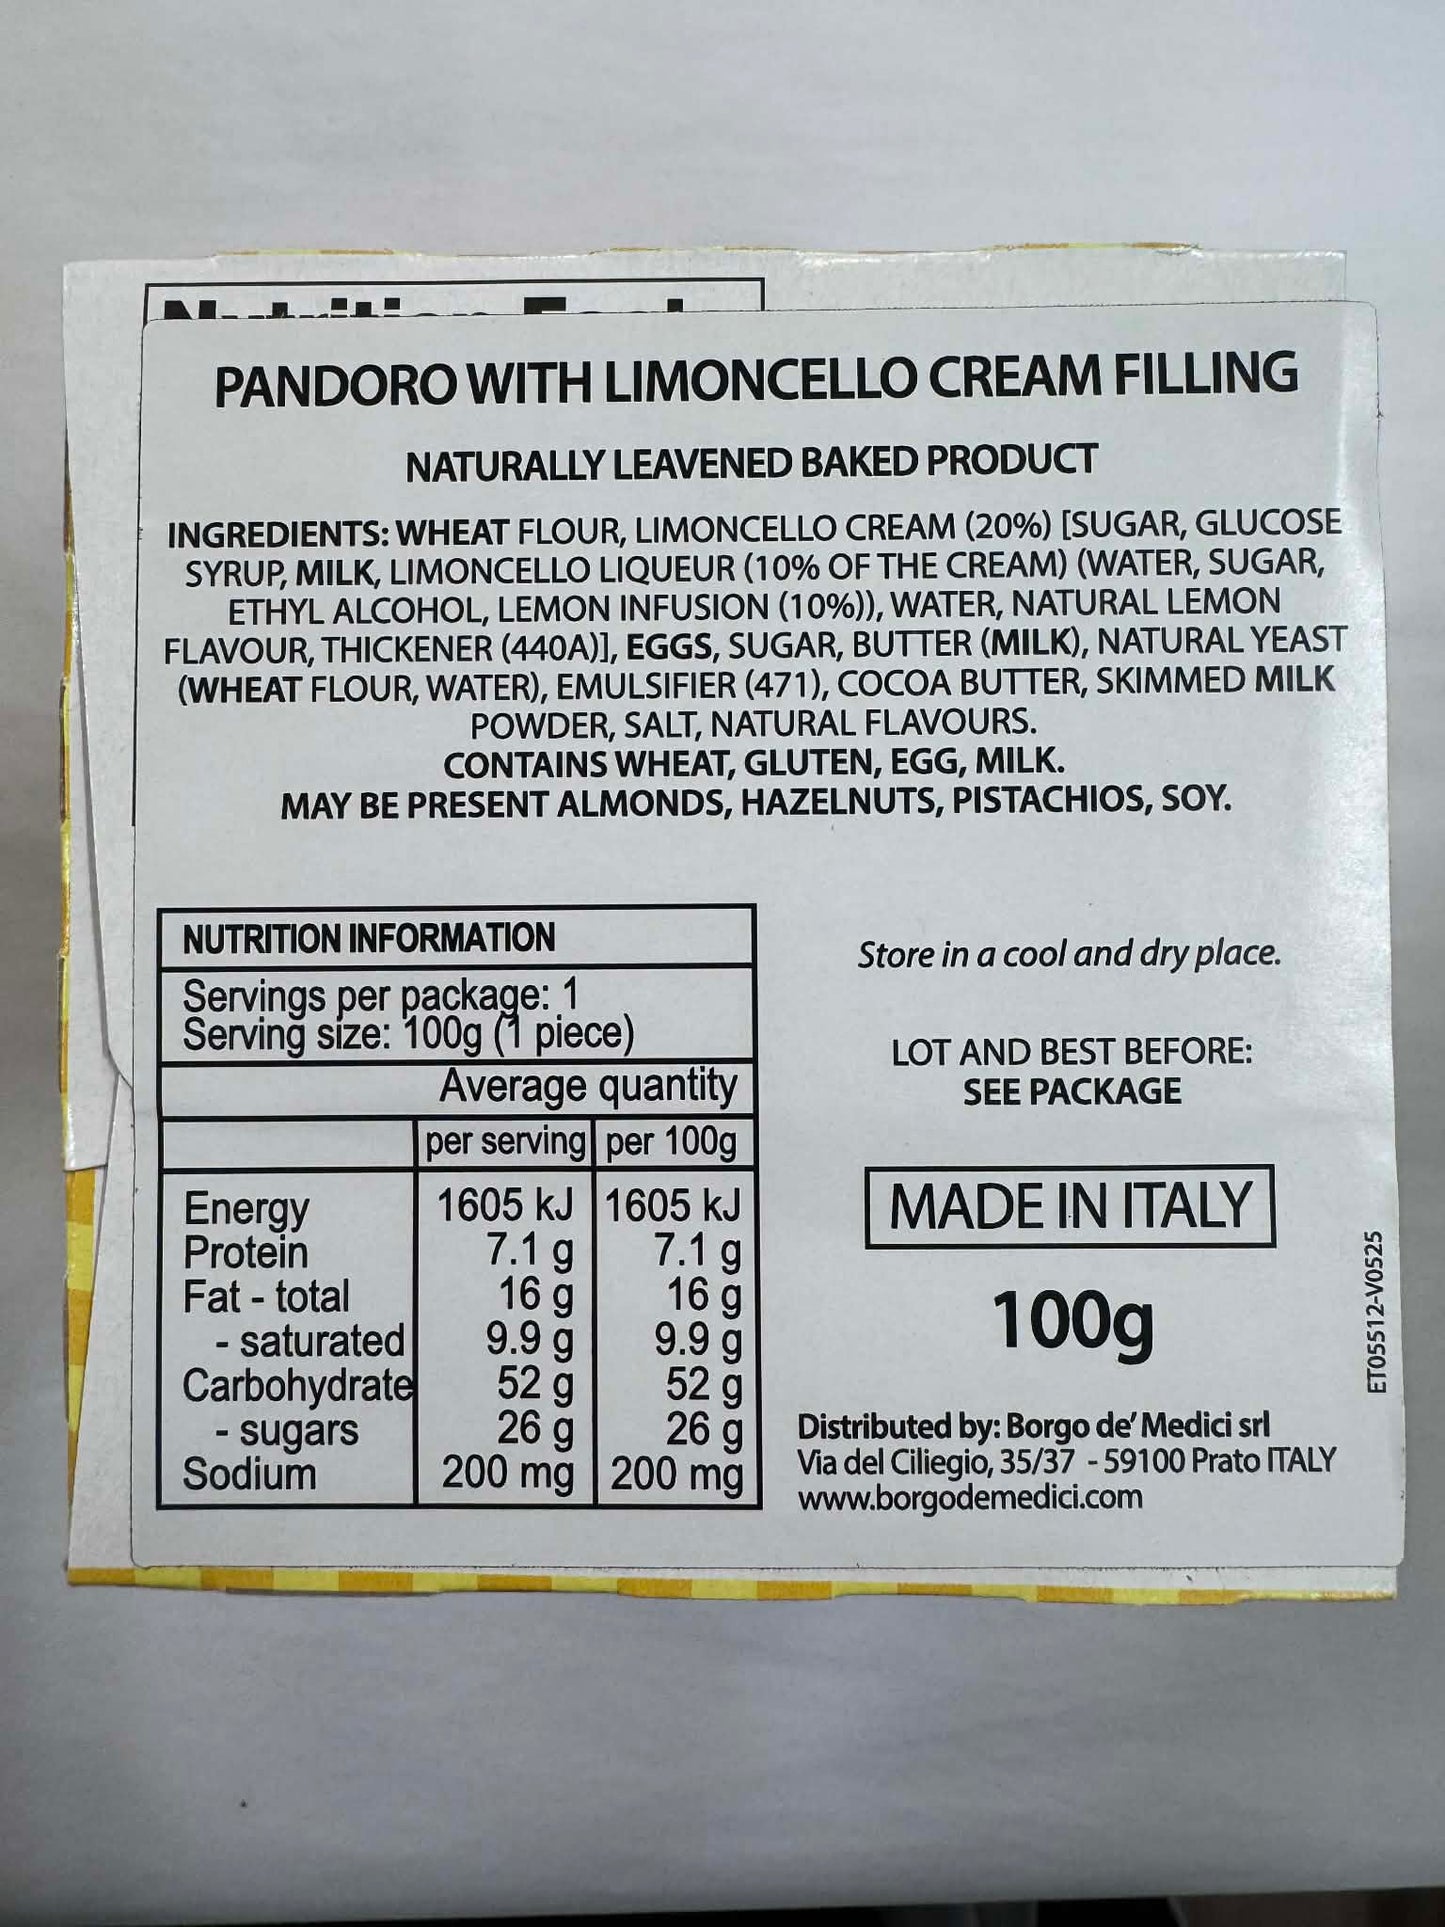 Nutrition Facts
PANDORO WITH LIMONCELLO CREAM FILLING
NATURALLY LEAVENED BAKED PRODUCT
INGREDIENTS: WHEAT FLOUR, LIMONCELLO CREAM (20%) [SUGAR, GLUCOSE
SYRUP, MILK, LIMONCELLO LIQUEUR (10% OF THE CREAM) (WATER, SUGAR,
ETHYL ALCOHOL, LEMON INFUSION (10%)), WATER, NATURAL LEMON
FLAVOUR, THICKENER (440A)], EGGS, SUGAR, BUTTER (MILK), NATURAL YEAST
(WHEAT FLOUR, WATER), EMULSIFIER (471), COCOA BUTTER, SKIMMED MILK
POWDER, SALT, NATURAL FLAVOURS.
CONTAINS WHEAT, GLUTEN, EGG, MILK.
MAY BE PRESENT ALMONDS, HAZELNUTS, PISTACHIOS, SOY.
NUTRITION INFORMATION
Servings per package: 1
Serving size: 100g (1 piece)
Average quantity
per serving per 100g
Energy 1605 kJ 1605 kJ
Protein 7.1 g 7.1 g
Fat - total 16 g 16 g
- saturated 9.9 g 9.9 g
Carbohydrate 52 g 52 g
- sugars 26 g 26 g
Sodium 200 mg 200 mg
Store in a cool and dry place.
LOT AND BEST BEFORE:
SEE PACKAGE
MADE IN ITALY
100g
Distributed by: Borgo de' Medici srl
Via del Ciliegio, 35/37 - 59100 Prato ITALY
www.borgodemedici.com
ET05512-V0525